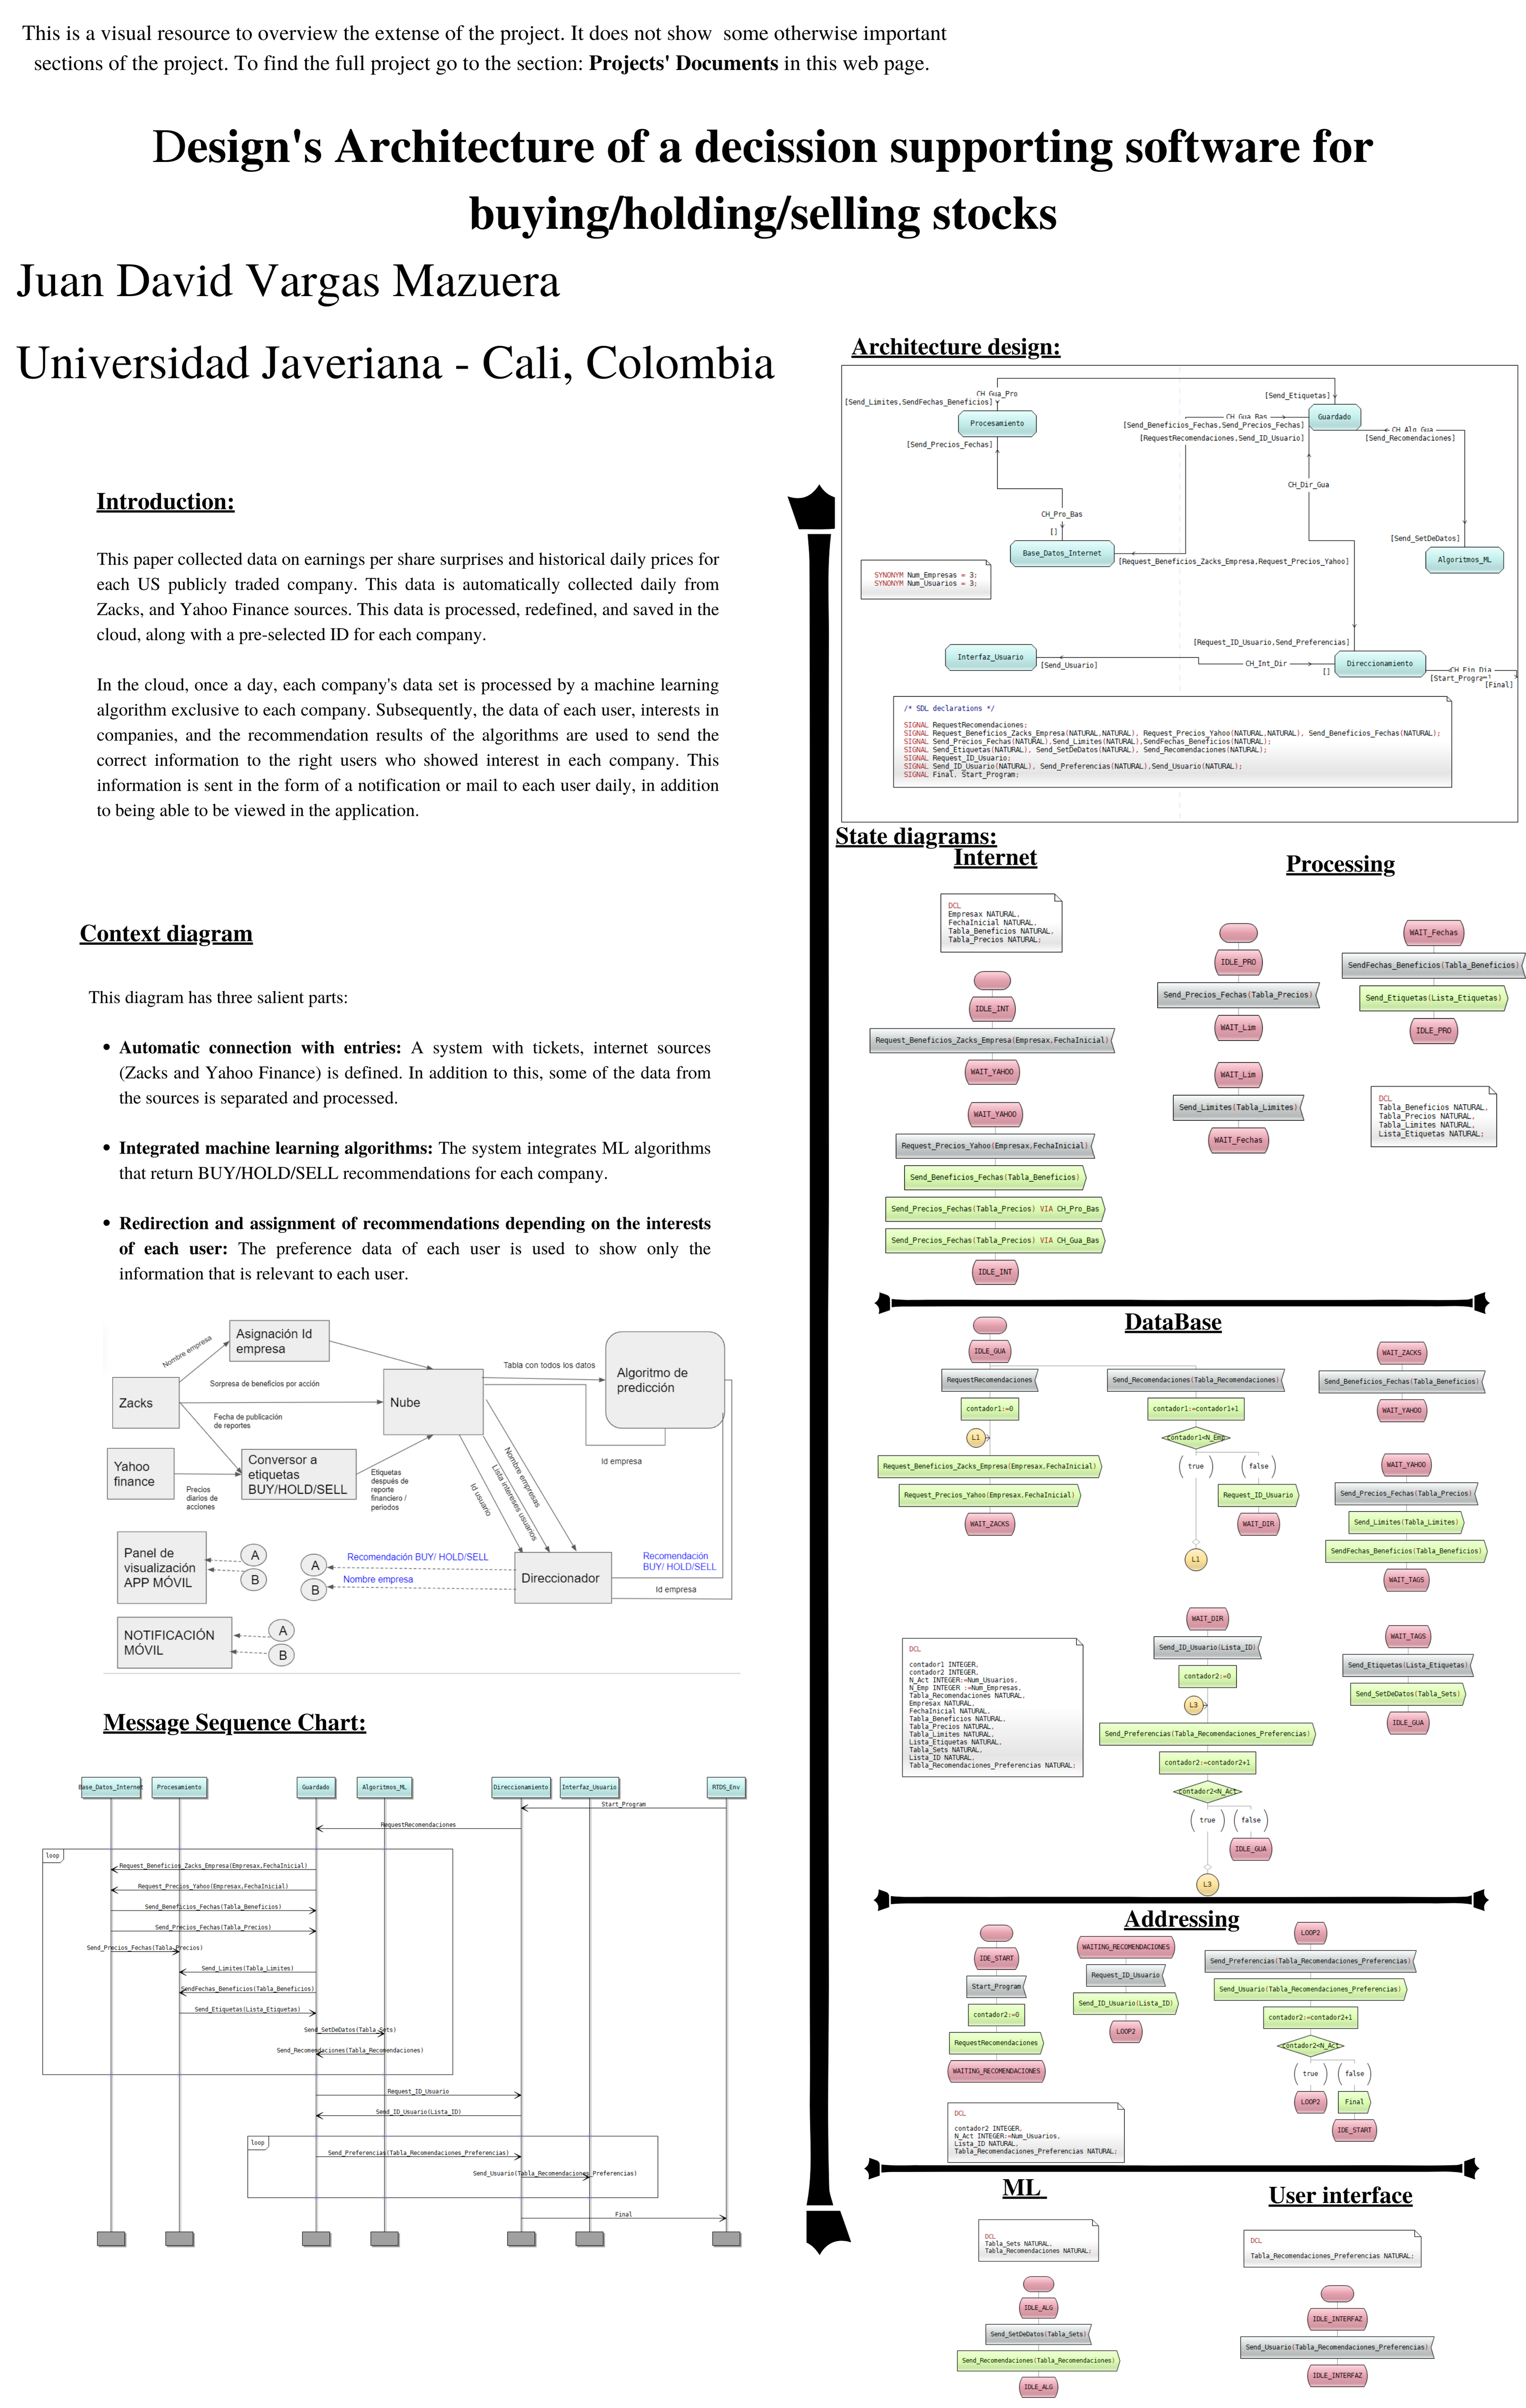 This is a visual resource to overview the extense of the project. It does not show  some otherwise important
sections of the project. To find the full project go to the section: Projects' Documents in this web page.
Design's Architecture of a decission supporting software for
buying/holding/selling stocks
Juan David Vargas Mazuera
Universidad Javeriana - Cali, Colombia
Introduction:
This paper collected data on earnings per share surprises and historical daily prices for
each US publicly traded company. This data is automatically collected daily from
Zacks, and Yahoo Finance sources. This data is processed, redefined, and saved in the
cloud, along with a pre-selected ID for each company.
In the cloud, once a day, each company's data set is processed by a machine learning
algorithm exclusive to each company. Subsequently, the data of each user, interests in
companies, and the recommendation results of the algorithms are used to send the
correct information to the right users who showed interest in each company. This
information is sent in the form of a notification or mail to each user daily, in addition
to being able to be viewed in the application.
Context diagram
This diagram has three salient parts:
• Automatic connection with entries: A system with tickets, internet sources
(Zacks and Yahoo Finance) is defined. In addition to this, some of the data from
the sources is separated and processed.
• Integrated machine learning algorithms: The system integrates ML algorithms
that return BUY/HOLD/SELL recommendations for each company.
• Redirection and assignment of recommendations depending on the interests
of each user: The preference data of each user is used to show only the
information that is relevant to each user.
Nombre empresa
Asignación Id
empresa
Zacks
Sorpresa de beneficios por acción
Fecha de publicación
de reportes
Nube
Tabla con todos los datos
Algoritmo de
predicción
Id empresa
Yahoo
finance
Precios
diarios de
acciones
Conversor a
etiquetas
BUY/HOLD/SELL
Etiquetas
después de
reporte
financiero /
periodos
Id usuario
Lista intereses usuarios
Nombre empresas
Panel de
visualización
APP MÓVIL
A
B
A
B
Recomendación BUY/ HOLD/SELL
Nombre empresa
Direccionador
Recomendación
BUY/ HOLD/SELL
Id empresa
NOTIFICACIÓN
MÓVIL
A
B
Message Sequence Chart:
Base_Datos_Internet
Procesamiento
Guardado
Algoritmos_ML
Direccionamiento
Interfaz_Usuario
RTDS_Env
Start_Program
RequestRecomendaciones
loop
Request_Beneficios_Zacks_Empresa(Empresax,FechaInicial)
Request_Precios_Yahoo(Empresax,FechaInicial)
Send_Beneficios_Fechas(Tabla_Beneficios)
Send_Precios_Fechas(Tabla_Precios)
Send_Precios_Fechas(Tabla_Precios)
Send_Limites(Tabla_Limites)
SendFechas_Beneficios(Tabla_Beneficios)
Send_Etiquetas(Lista_Etiquetas)
Send_SetDeDatos(Tabla_Sets)
Send_Recomendaciones(Tabla_Recomendaciones)
Request_ID_Usuario
Send_ID_Usuario(Lista_ID)
loop
Send_Preferencias(Tabla_Recomendaciones_Preferencias)
Send_Usuario(Tabla_Recomendaciones_Preferencias)
Final
Architecture design:
CH_Gua_Pro
[Send_Limites,SendFechas_Beneficios]
Procesamiento
[Send_Precios_Fechas]
[Send_Etiquetas]
Guardado
CH_Gua_Bas
[Send_Beneficios_Fechas,Send_Precios_Fechas]
[RequestRecomendaciones,Send_ID_Usuario]
CH_Alg_Gua
[Send_Recomendaciones]
CH_Dir_Gua
CH_Pro_Bas
[]
Base_Datos_Internet
[Request_Beneficios_Zacks_Empresa,Request_Precios_Yahoo]
[Send_SetDeDatos]
Algoritmos_ML
SYNONYM Num_Empresas = 3;
SYNONYM Num_Usuarios = 3;
[Request_ID_Usuario,Send_Preferencias]
Interfaz_Usuario
[Send_Usuario]
CH_Int_Dir
[]
Direccionamiento
CH_Fin_Dia
[Start_Program]
[Final]
/* SDL declarations */
SIGNAL RequestRecomendaciones;
SIGNAL Request_Beneficios_Zacks_Empresa(NATURAL,NATURAL), Request_Precios_Yahoo(NATURAL,NATURAL), Send_Beneficios_Fechas(NATURAL);
SIGNAL Send_Precios_Fechas(NATURAL),Send_Limites(NATURAL),SendFechas_Beneficios(NATURAL);
SIGNAL Send_Etiquetas(NATURAL), Send_SetDeDatos(NATURAL), Send_Recomendaciones(NATURAL);
SIGNAL Request_ID_Usuario;
SIGNAL Send_ID_Usuario(NATURAL), Send_Preferencias(NATURAL),Send_Usuario(NATURAL);
SIGNAL Final, Start_Program;
State diagrams:
Internet
DCL
Empresax NATURAL,
FechaInicial NATURAL,
Tabla_Beneficios NATURAL,
Tabla_Precios NATURAL;
IDLE_INT
Request_Beneficios_Zacks_Empresa(Empresax,FechaInicial)
WAIT_YAHOO
WAIT_YAHOO
Request_Precios_Yahoo(Empresax,FechaInicial)
Send_Beneficios_Fechas(Tabla_Beneficios)
Send_Precios_Fechas(Tabla_Precios) VIA CH_Pro_Bas
Send_Precios_Fechas(Tabla_Precios) VIA CH_Gua_Bas
IDLE_INT
Processing
IDLE_PRO
Send_Precios_Fechas(Tabla_Precios)
WAIT_Lim
WAIT_Lim
Send_Limites(Tabla_Limites)
WAIT_Fechas
WAIT_Fechas
SendFechas_Beneficios(Tabla_Beneficios)
Send_Etiquetas(Lista_Etiquetas)
IDLE_PRO
DCL
Tabla_Beneficios NATURAL,
Tabla_Precios NATURAL,
Tabla_Limites NATURAL,
Lista_Etiquetas NATURAL;
DataBase
IDLE_GUA
RequestRecomendaciones
contador1:=0
L1
Request_Beneficios_Zacks_Empresa(Empresax,FechaInicial)
Request_Precios_Yahoo(Empresax,FechaInicial)
WAIT_ZACKS
Send_Recomendaciones(Tabla_Recomendaciones)
contador1:=contador1+1
contador1<N_Emp
true
false
Request_ID_Usuario
WAIT_DIR
L1
WAIT_ZACKS
Send_Beneficios_Fechas(Tabla_Beneficios)
WAIT_YAHOO
WAIT_YAHOO
Send_Precios_Fechas(Tabla_Precios)
Send_Limites(Tabla_Limites)
SendFechas_Beneficios(Tabla_Beneficios)
WAIT_TAGS
DCL
contador1 INTEGER,
contador2 INTEGER,
N_Act INTEGER:=Num_Usuarios,
N_Emp INTEGER :=Num_Empresas,
Tabla_Recomendaciones NATURAL,
Empresax NATURAL,
FechaInicial NATURAL,
Tabla_Beneficios NATURAL,
Tabla_Precios NATURAL,
Tabla_Limites NATURAL,
Lista_Etiquetas NATURAL,
Tabla_Sets NATURAL,
Lista_ID NATURAL,
Tabla_Recomendaciones_Preferencias NATURAL;
WAIT_DIR
Send_ID_Usuario(Lista_ID)
contador2:=0
L3
Send_Preferencias(Tabla_Recomendaciones_Preferencias)
contador2:=contador2+1
contador2<N_Act
true
false
IDLE_GUA
L3
WAIT_TAGS
Send_Etiquetas(Lista_Etiquetas)
Send_SetDeDatos(Tabla_Sets)
IDLE_GUA
Addressing
IDE_START
Start_Program
contador2:=0
RequestRecomendaciones
WAITING_RECOMENDACIONES
WAITING_RECOMENDACIONES
Request_ID_Usuario
Send_ID_Usuario(Lista_ID)
LOOP2
LOOP2
Send_Preferencias(Tabla_Recomendaciones_Preferencias)
Send_Usuario(Tabla_Recomendaciones_Preferencias)
contador2:=contador2+1
contador2<N_Act
true
false
LOOP2
Final
IDE_START
DCL
contador2 INTEGER,
N_Act INTEGER:=Num_Usuarios,
Lista_ID NATURAL,
Tabla_Recomendaciones_Preferencias NATURAL;
ML
DCL
Tabla_Sets NATURAL,
Tabla_Recomendaciones NATURAL;
IDLE_ALG
Send_SetDeDatos(Tabla_Sets)
Send_Recomendaciones(Tabla_Recomendaciones)
IDLE_ALG
User interface
DCL
Tabla_Recomendaciones_Preferencias NATURAL;
IDLE_INTERFAZ
Send_Usuario(Tabla_Recomendaciones_Preferencias)
IDLE_INTERFAZ